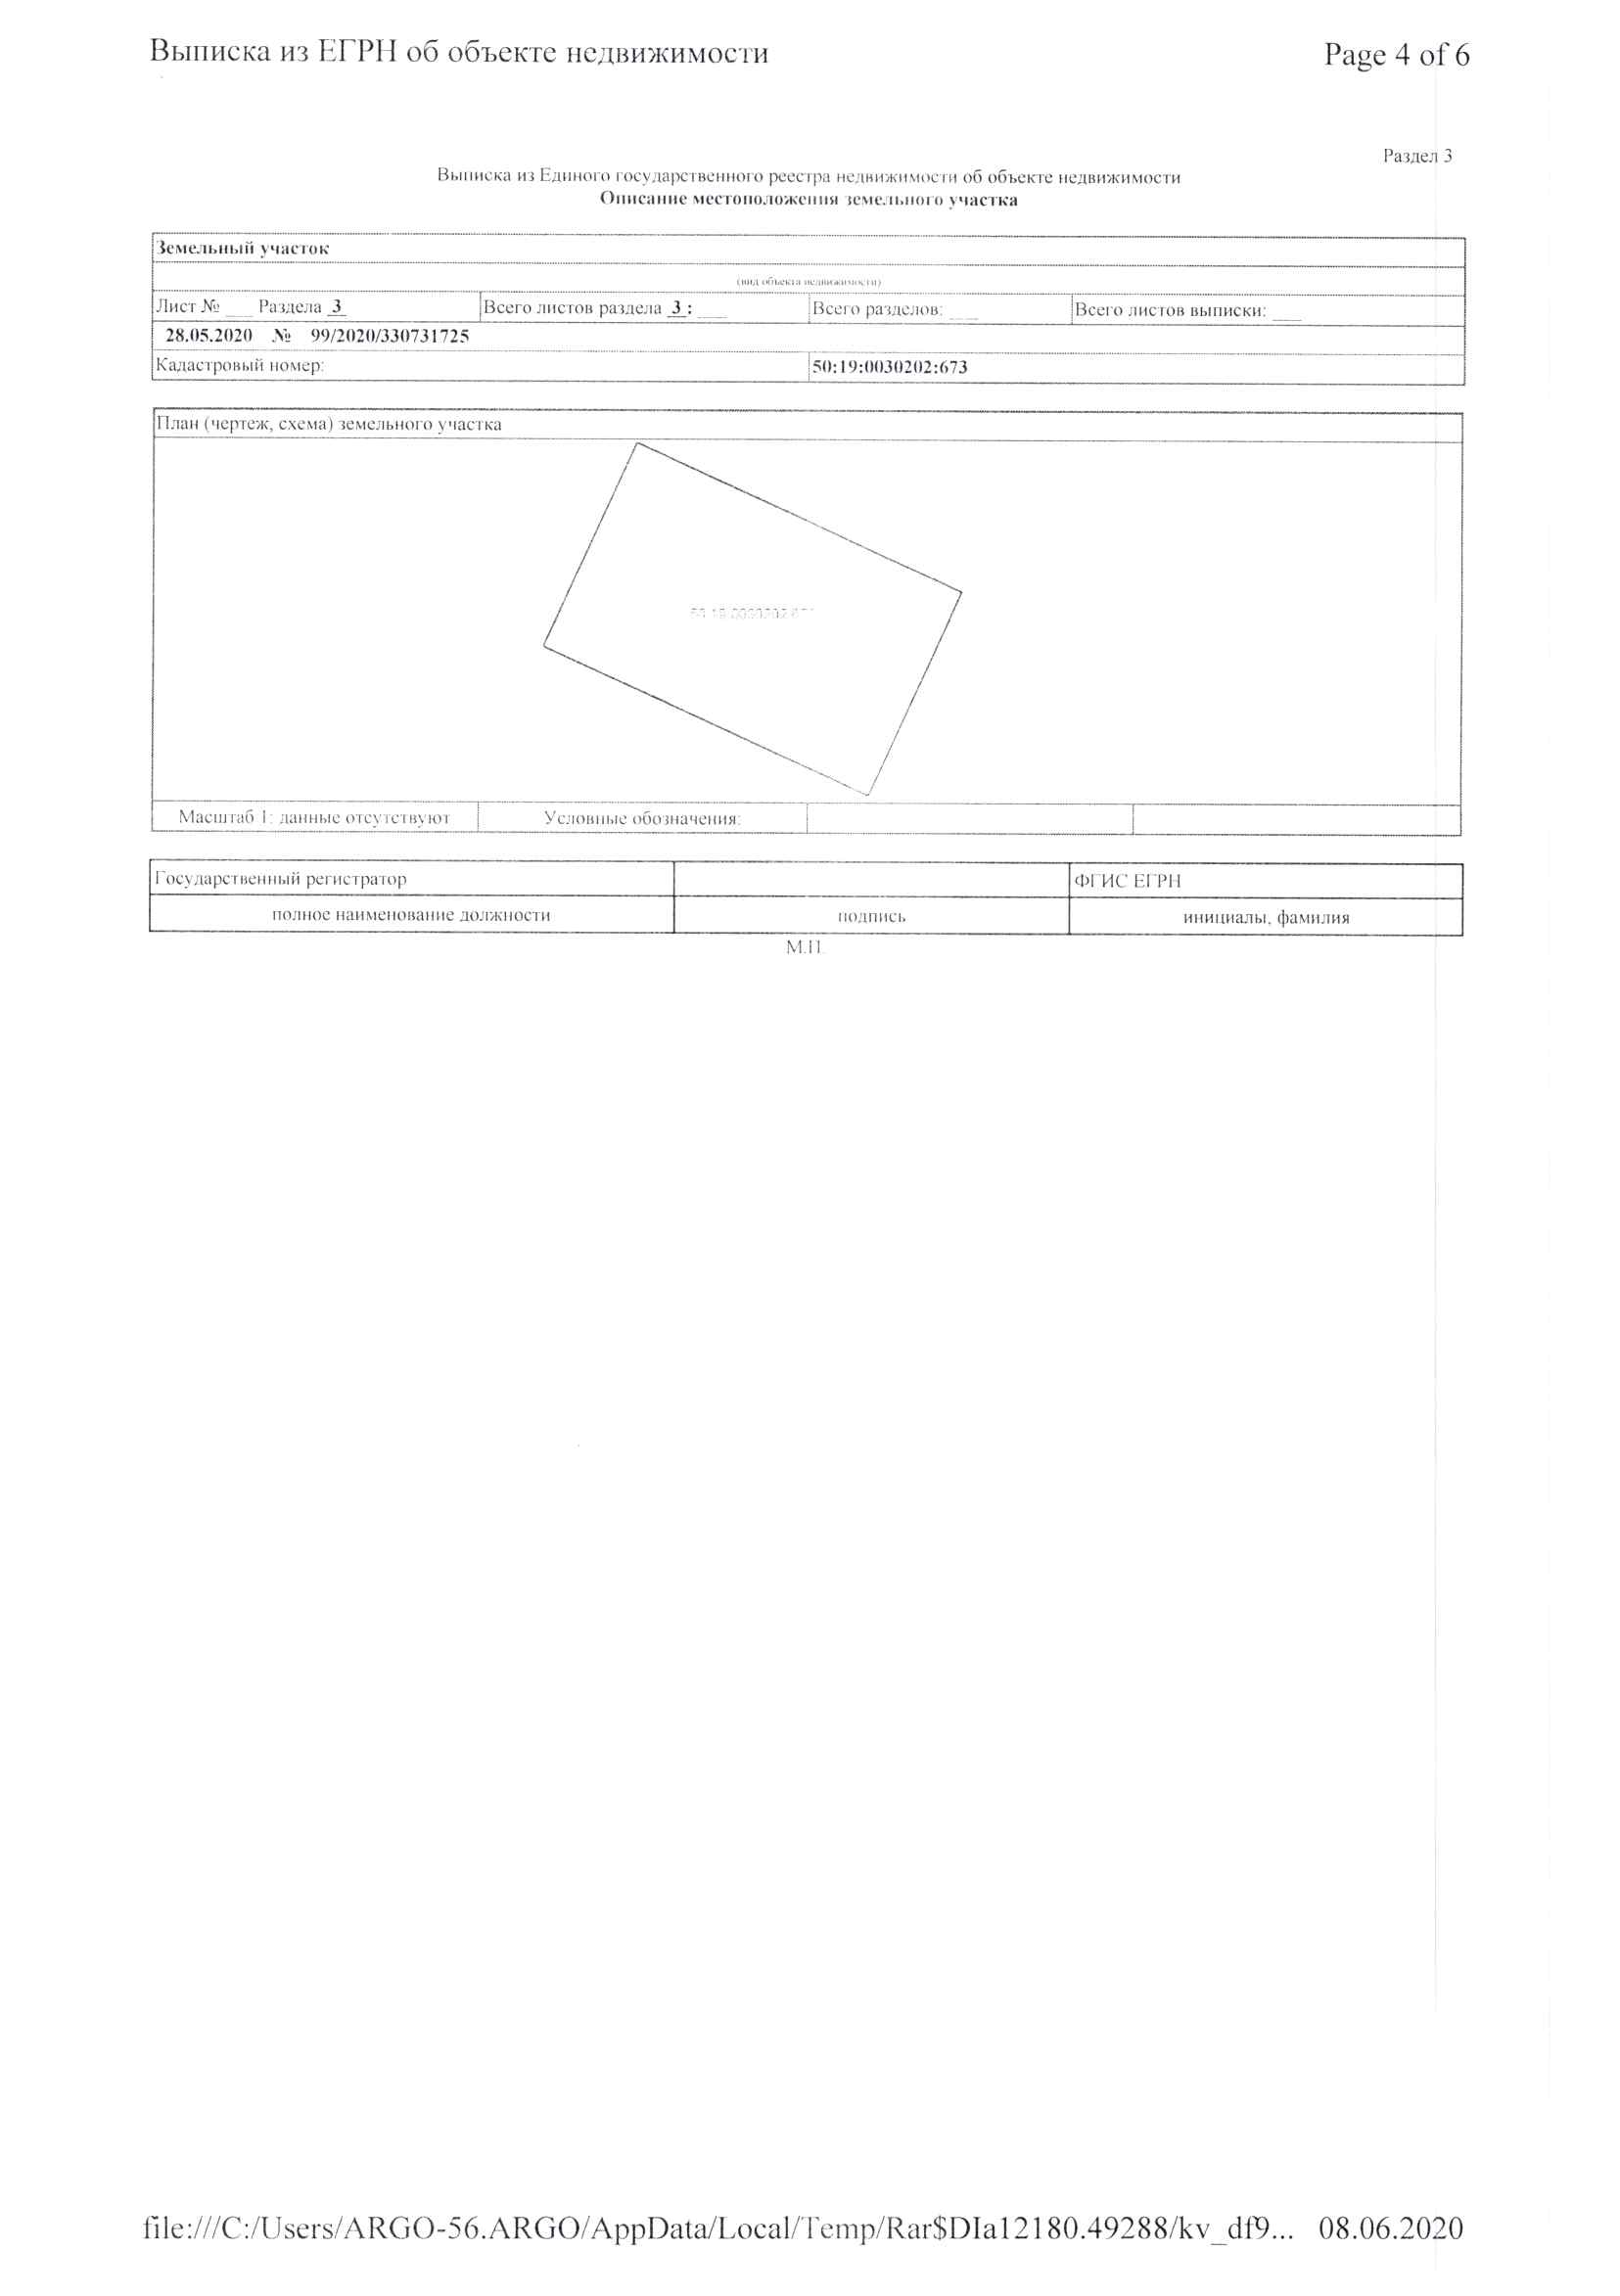 Выписка из ЕГРН об объекте недвижимости Page 4 of 6
Раздел 3
Выписка из Единого государственного реестра недвижимости об объекте недвижимости
Описание местоположения земельного участка
Земельный участок
(вид объекта недвижимости)
Лист № ___ Раздела 3 Всего листов раздела 3 : ___ Всего разделов: ___ Всего листов выписки: ___
28.05.2020 № 99/2020/330731725
Кадастровый номер: 50:19:0030202:673
План (чертеж, схема) земельного участка
Масштаб 1: данные отсутствуют Условные обозначения:
Государственный регистратор ФГИС ЕГРН
полное наименование должности подпись инициалы, фамилия
М.П.
file:///C:/Users/ARGO-56.ARGO/AppData/Local/Temp/Rar$DIa12180.49288/kv_df9... 08.06.2020